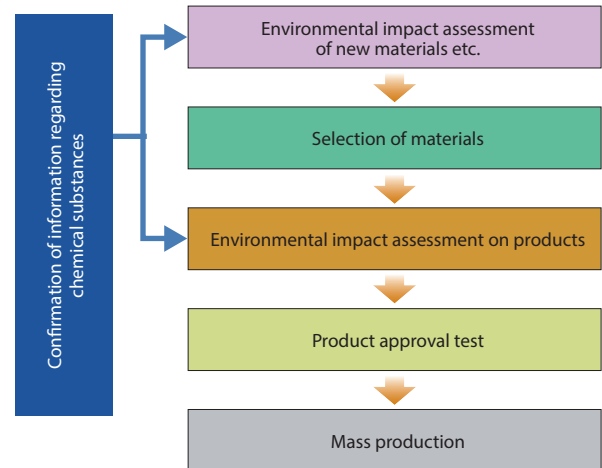 Confirmation of information regarding
chemical substances
Environmental impact assessment
of new materials etc.
Selection of materials
Environmental impact assessment on products
Product approval test
Mass production